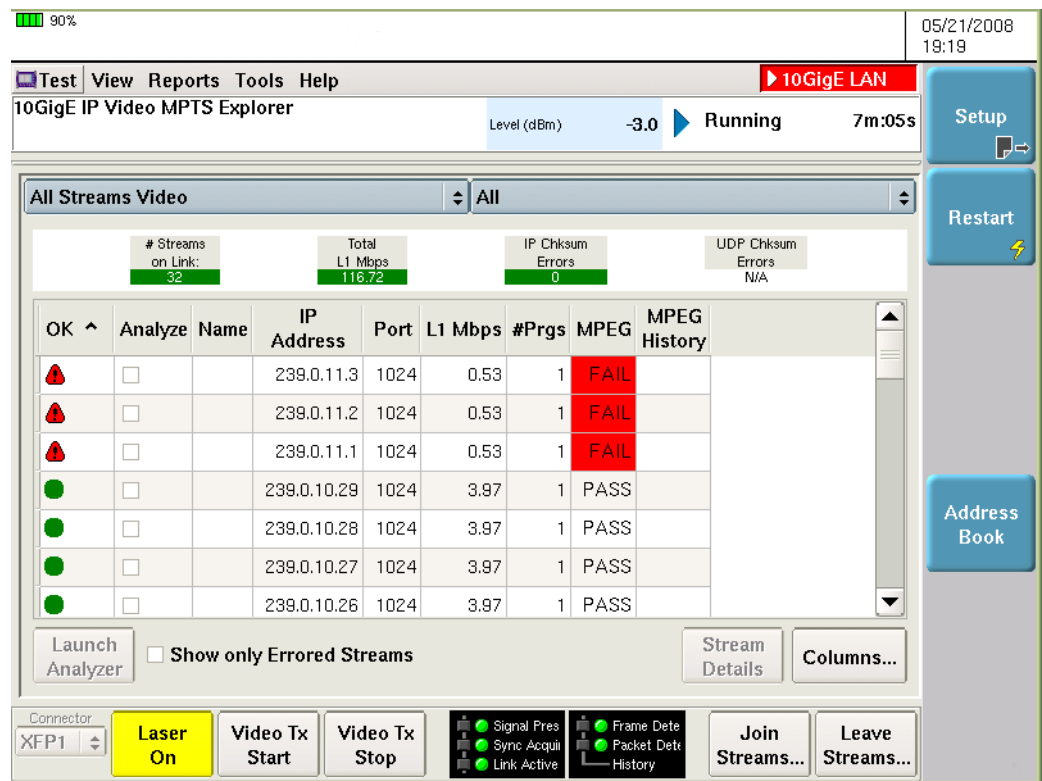 90%
05/21/2008
19:19
Test View Reports Tools Help
10GigE LAN
10GigE IP Video MPTS Explorer
Level (dBm) -3.0 Running 7m:05s
Setup
Restart
All Streams Video
All
# Streams
on Link:
32
Total
L1 Mbps
116.72
IP Chksum
Errors
0
UDP Chksum
Errors
N/A
OK Analyze Name IP Address Port L1 Mbps #Prgs MPEG MPEG History
239.0.11.3 1024 0.53 1 FAIL
239.0.11.2 1024 0.53 1 FAIL
239.0.11.1 1024 0.53 1 FAIL
239.0.10.29 1024 3.97 1 PASS
239.0.10.28 1024 3.97 1 PASS
239.0.10.27 1024 3.97 1 PASS
239.0.10.26 1024 3.97 1 PASS
Address
Book
Launch
Analyzer
Show only Errored Streams
Stream
Details
Columns...
Connector
XFP1
Laser
On
Video Tx
Start
Video Tx
Stop
Signal Pres
Sync Acquii
Link Active
Frame Dete
Packet Dete
History
Join
Streams...
Leave
Streams...